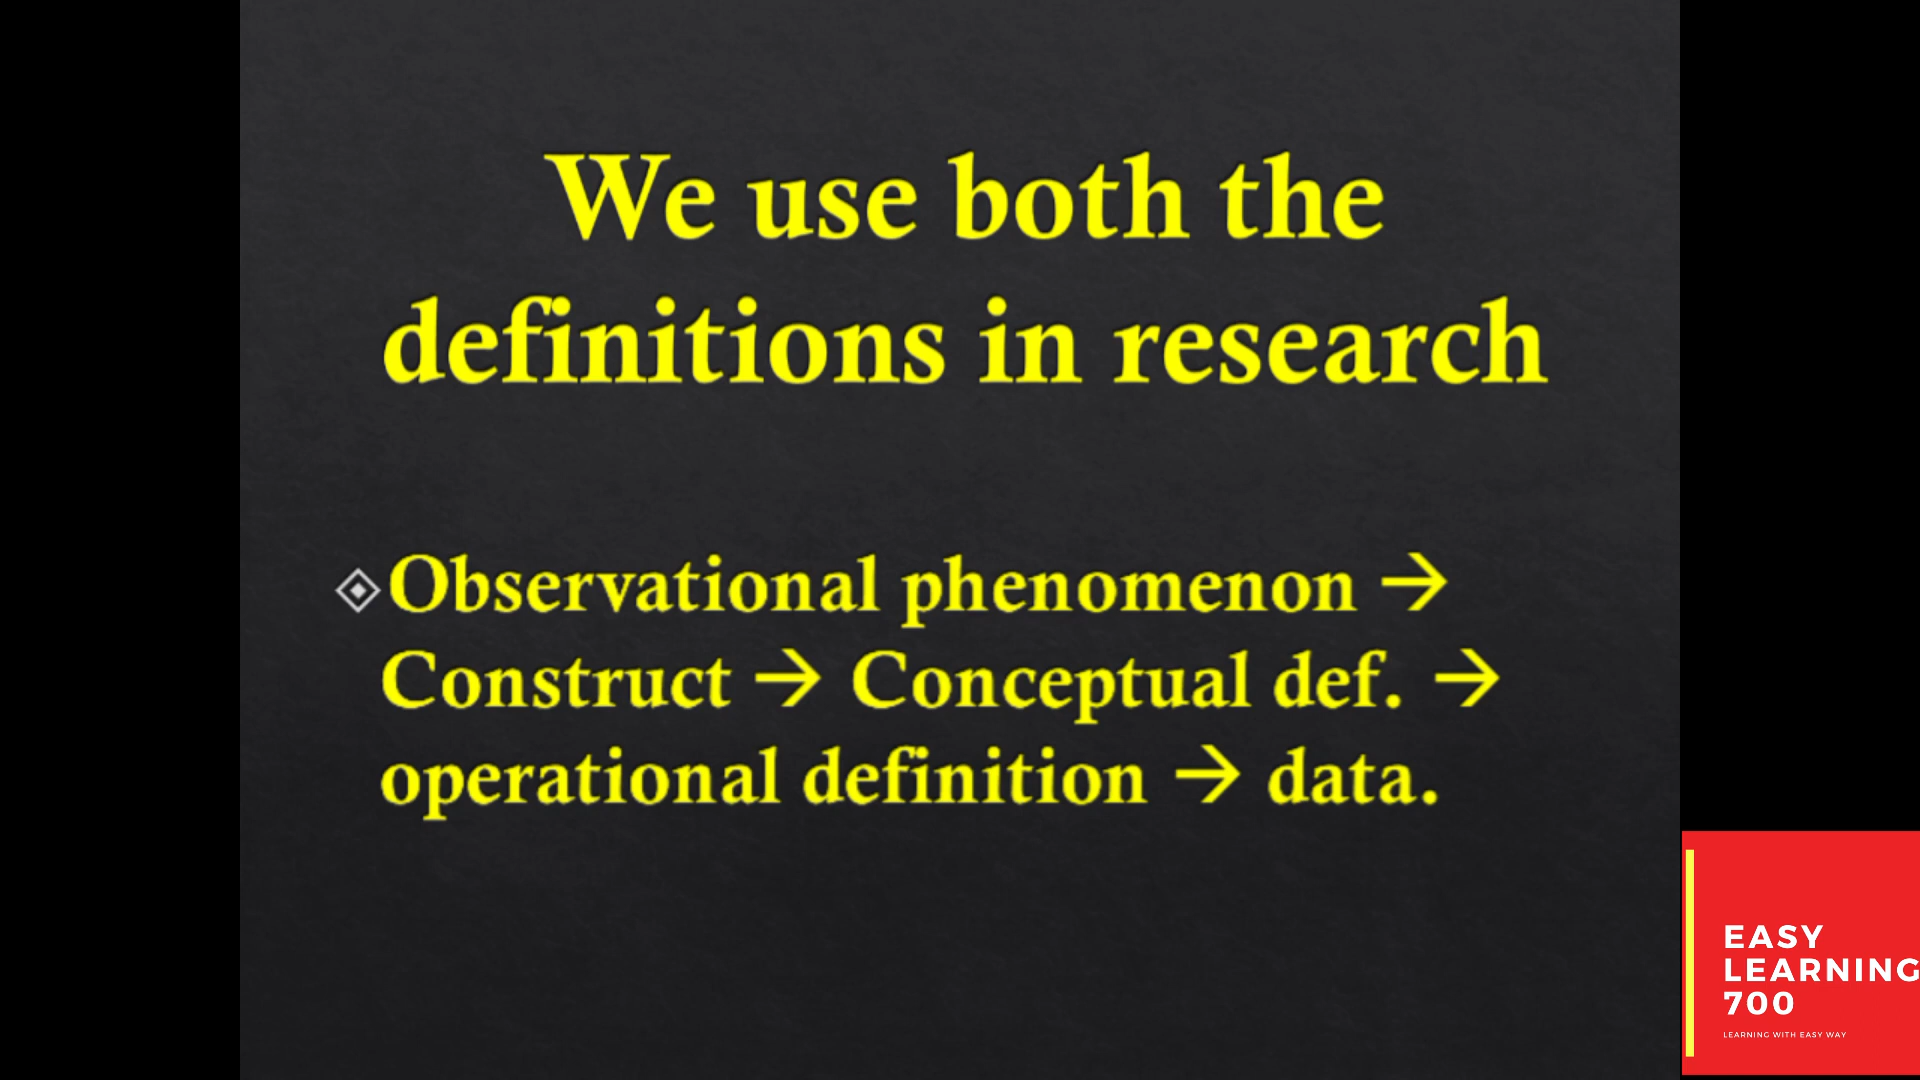 We use both the
definitions in research
Observational phenomenon →
Construct → Conceptual def. →
operational definition → data.
EASY
LEARNING
700
LEARNING WITH EASY WAY